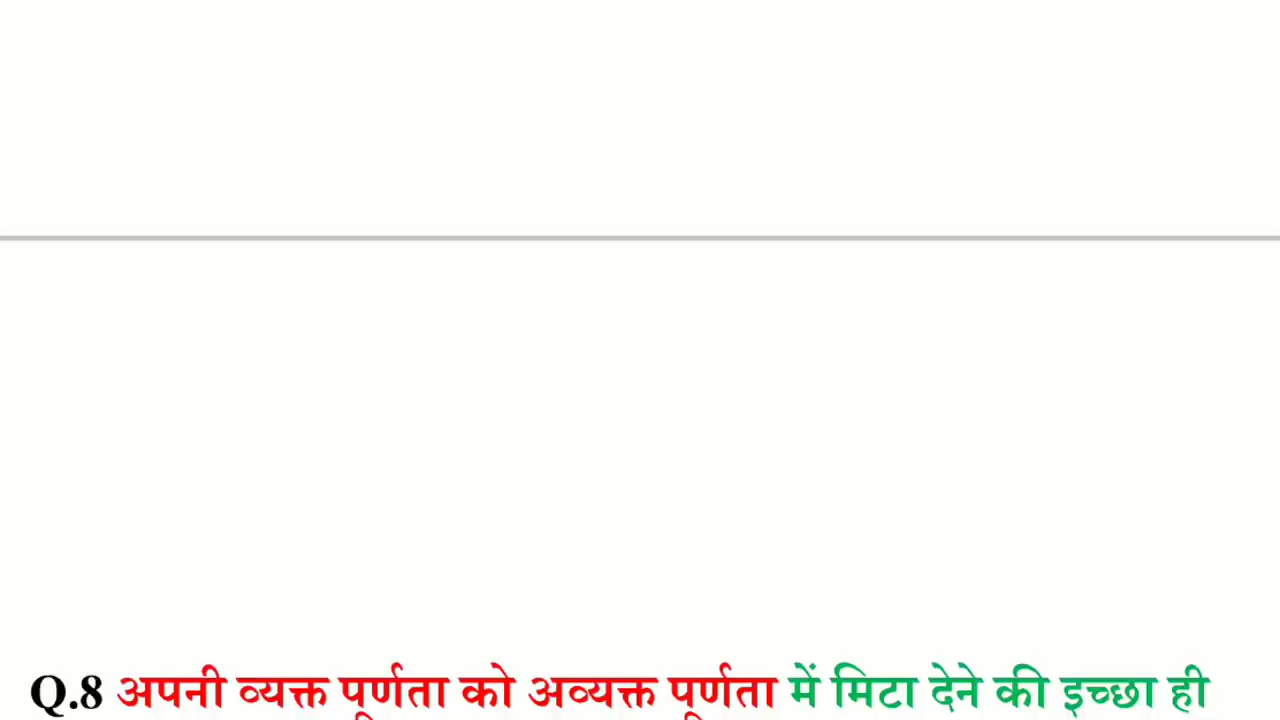 Q.8 अपनी व्यक्त पूर्णता को अव्यक्त पूर्णता में मिटा देने की इच्छा ही